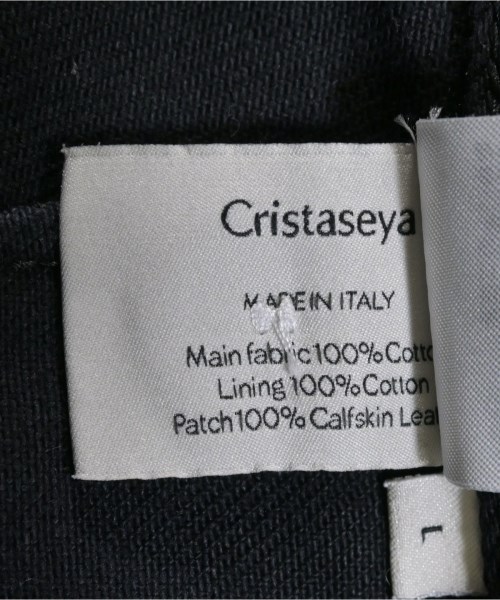 Cristaseya
MADE IN ITALY
Main fabric 100% Cotto
Lining 100% Cotton
Patch 100% Calfskin Lea
L